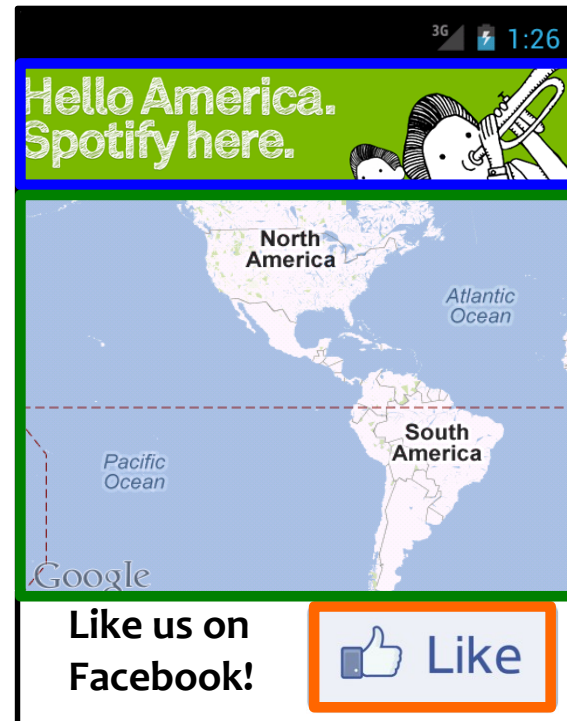 3G 1:26
Hello America.
Spotify here.
North
America
Atlantic
Ocean
South
America
Pacific
Ocean
Google
Like us on
Facebook!
Like